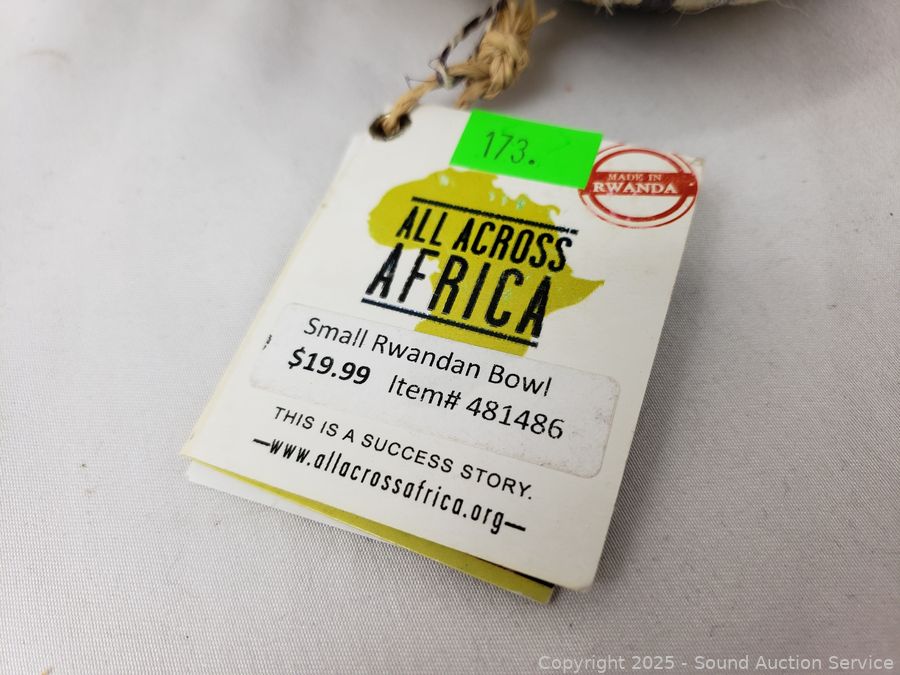 173.
MADE IN
RWANDA
ALL ACROSS
AFRICA
Small Rwandan Bowl
$19.99 Item# 481486
THIS IS A SUCCESS STORY.
—www.allacrossafrica.org—
Copyright © 2025 - Sound Auction Service